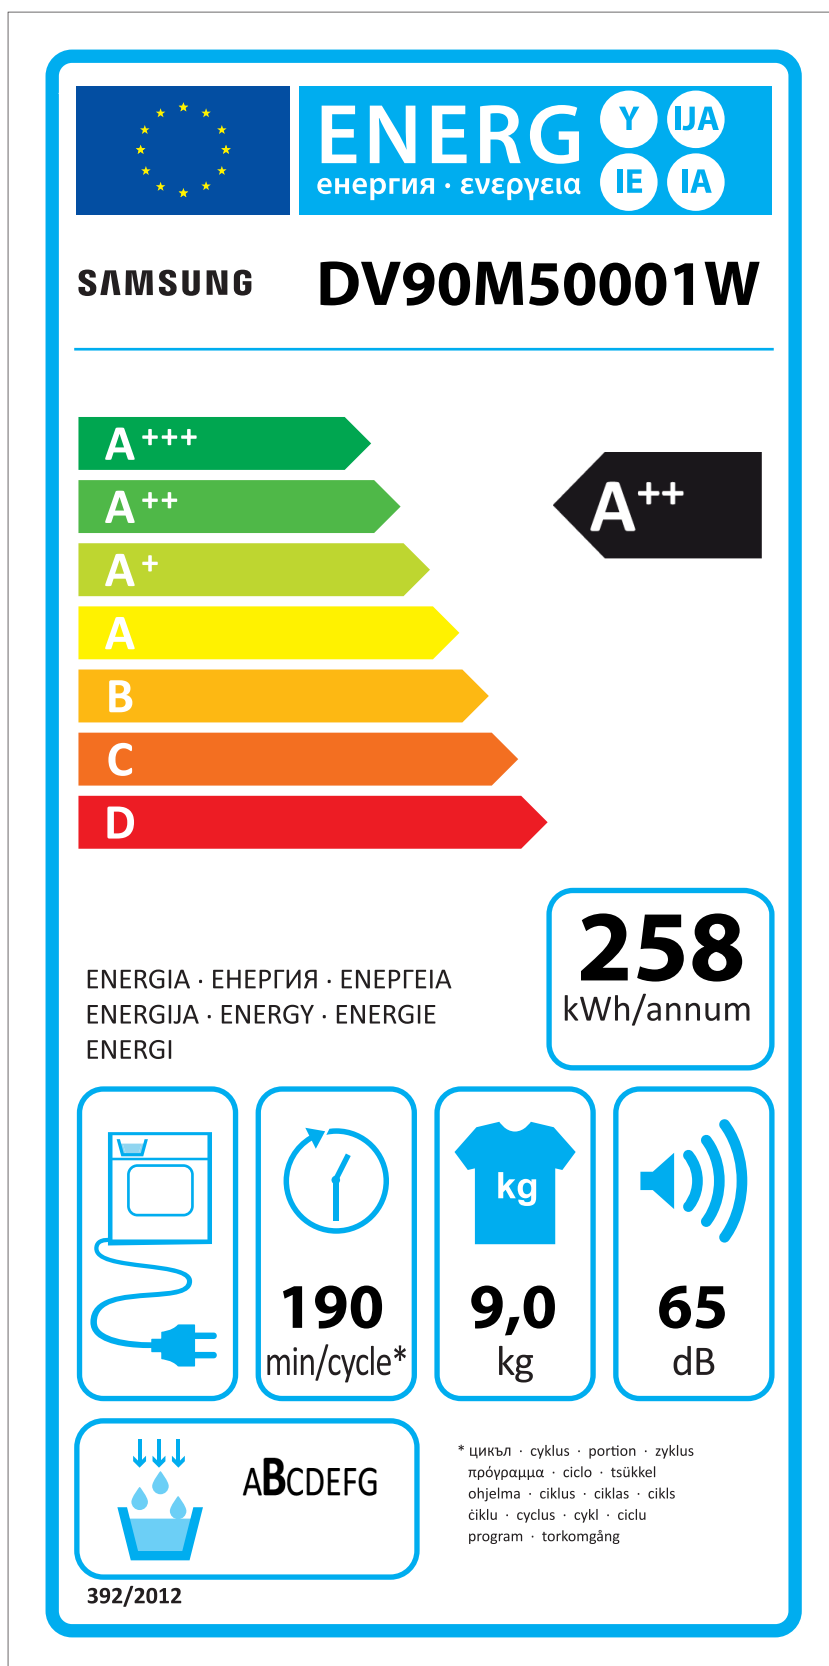 ENERG
енергия · ενεργεια
Y
IJA
IE
IA
SAMSUNG
DV90M50001W
A+++
A++
A+
A
B
C
D
A++
258
kWh/annum
ENERGIA · ЕНЕРГИЯ · ΕΝΕΡΓΕΙΑ
ENERGIJA · ENERGY · ENERGIE
ENERGI
190
min/cycle*
kg
9,0
kg
65
dB
ABCDEFG
* цикъл · cyklus · portion · zyklus
πρόγραμμα · ciclo · tsükkel
ohjelma · ciklus · ciklas · cikls
ċiklu · cyclus · cykl · ciclu
program · torkomgång
392/2012